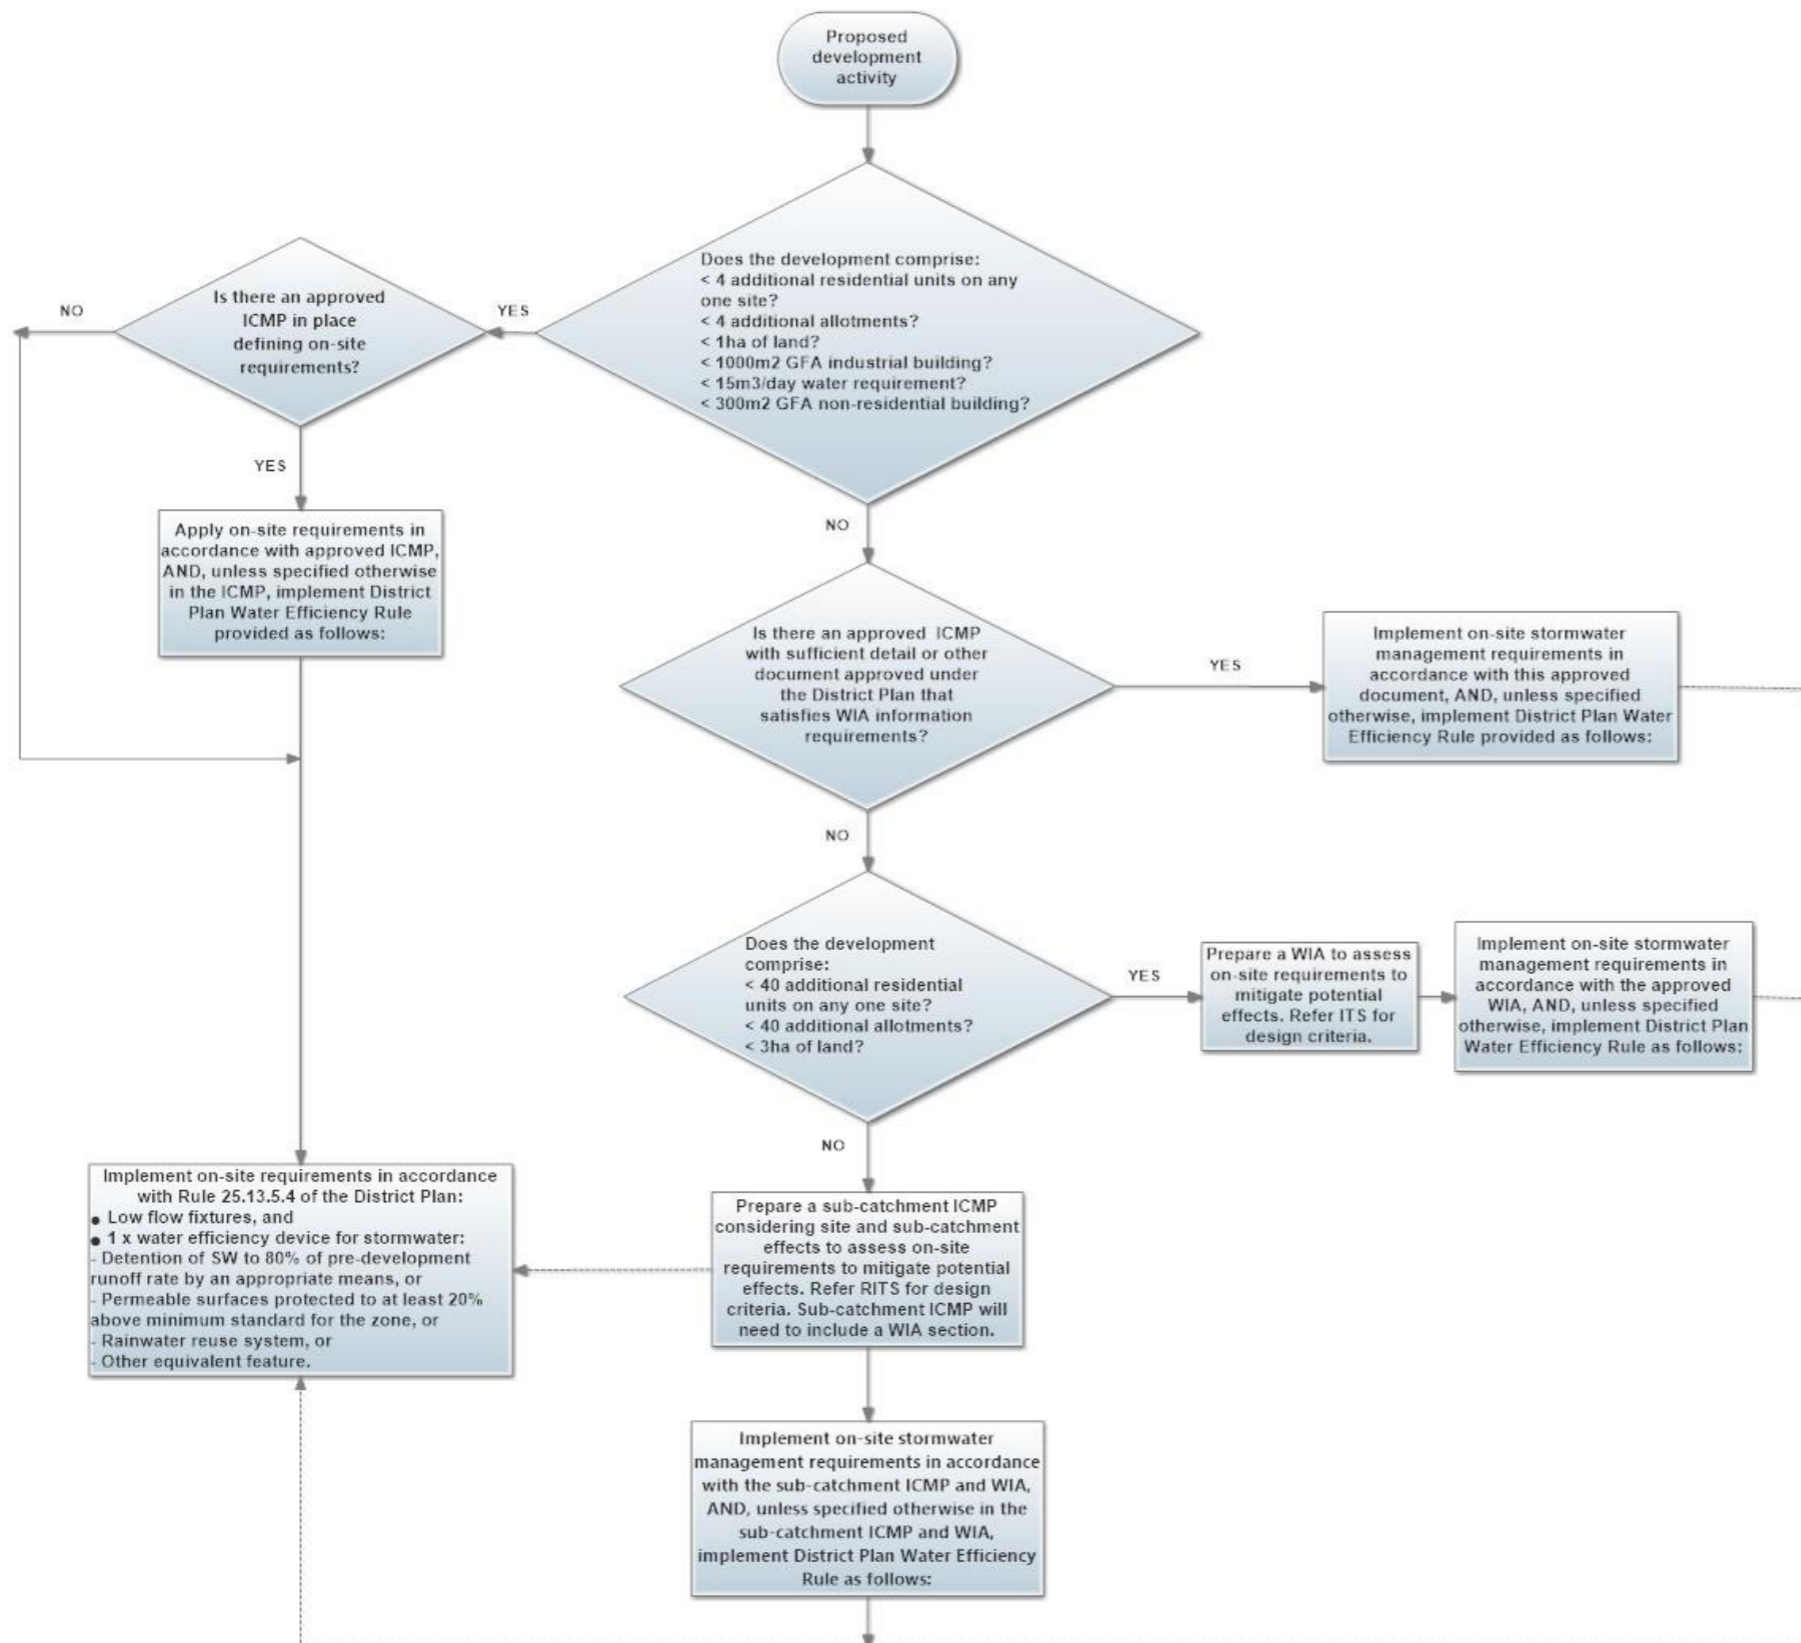 Proposed
development
activity
Does the development comprise:
< 4 additional residential units on any
one site?
< 4 additional allotments?
< 1ha of land?
< 1000m2 GFA industrial building?
< 15m3/day water requirement?
< 300m2 GFA non-residential building?
YES
Is there an approved
ICMP in place
defining on-site
requirements?
NO
YES
Apply on-site requirements in
accordance with approved ICMP,
AND, unless specified otherwise
in the ICMP, implement District
Plan Water Efficiency Rule
provided as follows:
NO
Is there an approved ICMP
with sufficient detail or other
document approved under
the District Plan that
satisfies WIA information
requirements?
YES
Implement on-site stormwater
management requirements in
accordance with this approved
document, AND, unless specified
otherwise, implement District Plan Water
Efficiency Rule provided as follows:
NO
Does the development
comprise:
< 40 additional residential
units on any one site?
< 40 additional allotments?
< 3ha of land?
YES
Prepare a WIA to assess
on-site requirements to
mitigate potential
effects. Refer ITS for
design criteria.
Implement on-site stormwater
management requirements in
accordance with the approved
WIA, AND, unless specified
otherwise, implement District Plan
Water Efficiency Rule as follows:
NO
Implement on-site requirements in accordance
with Rule 25.13.5.4 of the District Plan:
● Low flow fixtures, and
● 1 x water efficiency device for stormwater:
- Detention of SW to 80% of pre-development
runoff rate by an appropriate means, or
- Permeable surfaces protected to at least 20%
above minimum standard for the zone, or
- Rainwater reuse system, or
- Other equivalent feature.
Prepare a sub-catchment ICMP
considering site and sub-catchment
effects to assess on-site
requirements to mitigate potential
effects. Refer RITS for design
criteria. Sub-catchment ICMP will
need to include a WIA section.
Implement on-site stormwater
management requirements in accordance
with the sub-catchment ICMP and WIA,
AND, unless specified otherwise in the
sub-catchment ICMP and WIA,
implement District Plan Water Efficiency
Rule as follows: